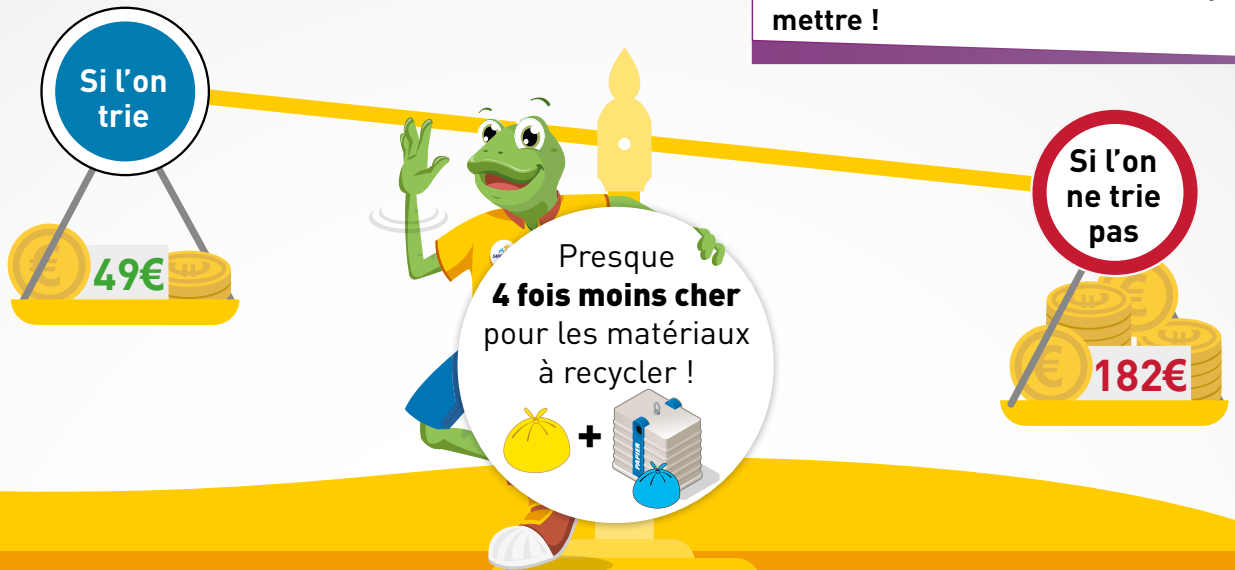 mettre !
Si l’on
trie
Si l’on
ne trie
pas
49€
182€
Presque
4 fois moins cher
pour les matériaux
à recycler !
+
PAPIER